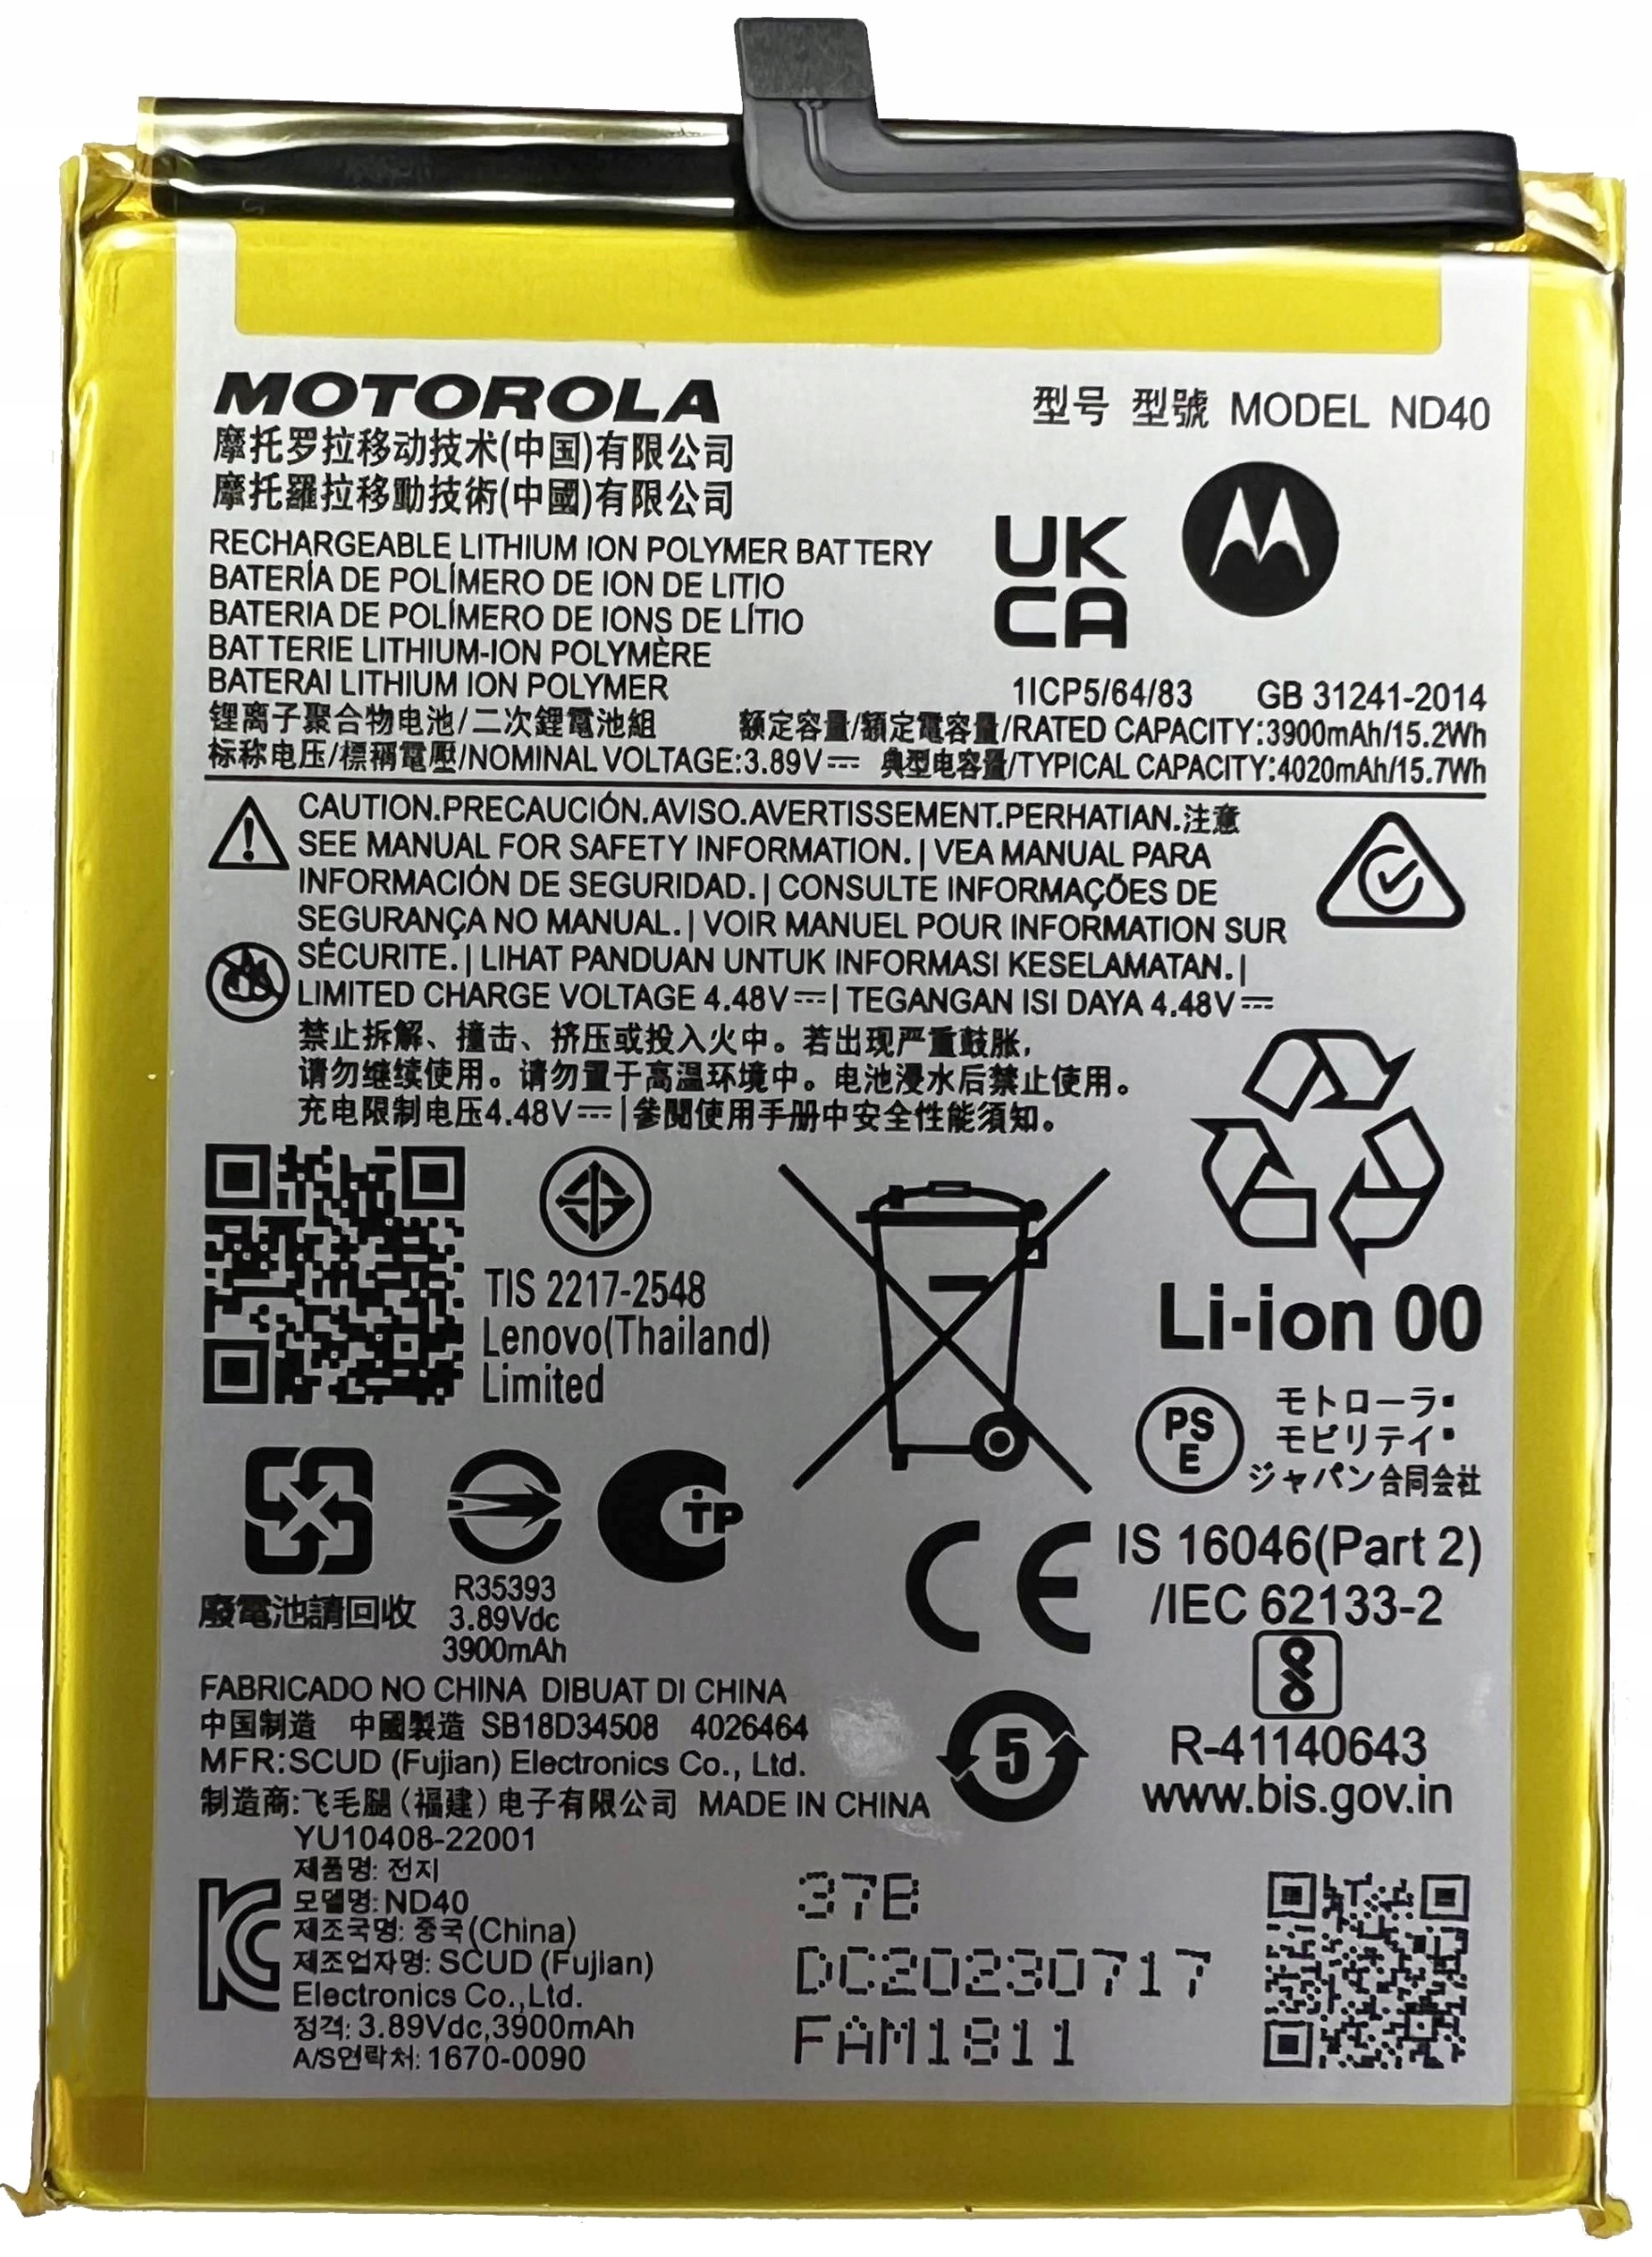 MOTOROLA
型号 型號 MODEL ND40
摩托罗拉移动技术(中国)有限公司
摩托羅拉移動技術(中國)有限公司
RECHARGEABLE LITHIUM ION POLYMER BATTERY
BATERÍA DE POLÍMERO DE ION DE LITIO
BATERIA DE POLÍMERO DE IONS DE LÍTIO
BATTERIE LITHIUM-ION POLYMÈRE
BATERAI LITHIUM ION POLYMER
UK
CA
1ICP5/64/83 GB 31241-2014
锂离子聚合物电池/二次鋰電池組 额定容量/額定電容量/RATED CAPACITY:3900mAh/15.2Wh
标称电压/標稱電壓/NOMINAL VOLTAGE:3.89V⎓ 典型电容量/TYPICAL CAPACITY:4020mAh/15.7Wh
CAUTION.PRECAUCIÓN.AVISO.AVERTISSEMENT.PERHATIAN.注意
SEE MANUAL FOR SAFETY INFORMATION. | VEA MANUAL PARA
INFORMACIÓN DE SEGURIDAD. | CONSULTE INFORMAÇÕES DE
SEGURANÇA NO MANUAL. | VOIR MANUEL POUR INFORMATION SUR
SÉCURITE. | LIHAT PANDUAN UNTUK INFORMASI KESELAMATAN. |
LIMITED CHARGE VOLTAGE 4.48V⎓ | TEGANGAN ISI DAYA 4.48V⎓
禁止拆解、撞击、挤压或投入火中。若出现严重鼓胀，
请勿继续使用。请勿置于高温环境中。电池浸水后禁止使用。
充电限制电压4.48V⎓ | 參閱使用手册中安全性能須知。
TIS 2217-2548
Lenovo(Thailand)
Limited
Li-ion 00
PS
E
モトローラ・
モビリティ・
ジャパン合同会社
廢電池請回收
R35393
3.89Vdc
3900mAh
TP
CE
IS 16046(Part 2)
/IEC 62133-2
R-41140643
www.bis.gov.in
5
FABRICADO NO CHINA DIBUAT DI CHINA
中国制造 中國製造 SB18D34508 4026464
MFR:SCUD (Fujian) Electronics Co., Ltd.
制造商:飞毛腿（福建）电子有限公司 MADE IN CHINA
YU10408-22001
제품명: 전지
모델명: ND40
제조국명: 중국(China)
제조업자명: SCUD (Fujian)
Electronics Co.,Ltd.
정격: 3.89Vdc,3900mAh
A/S연락처: 1670-0090
37B
DC20230717
FAM1811